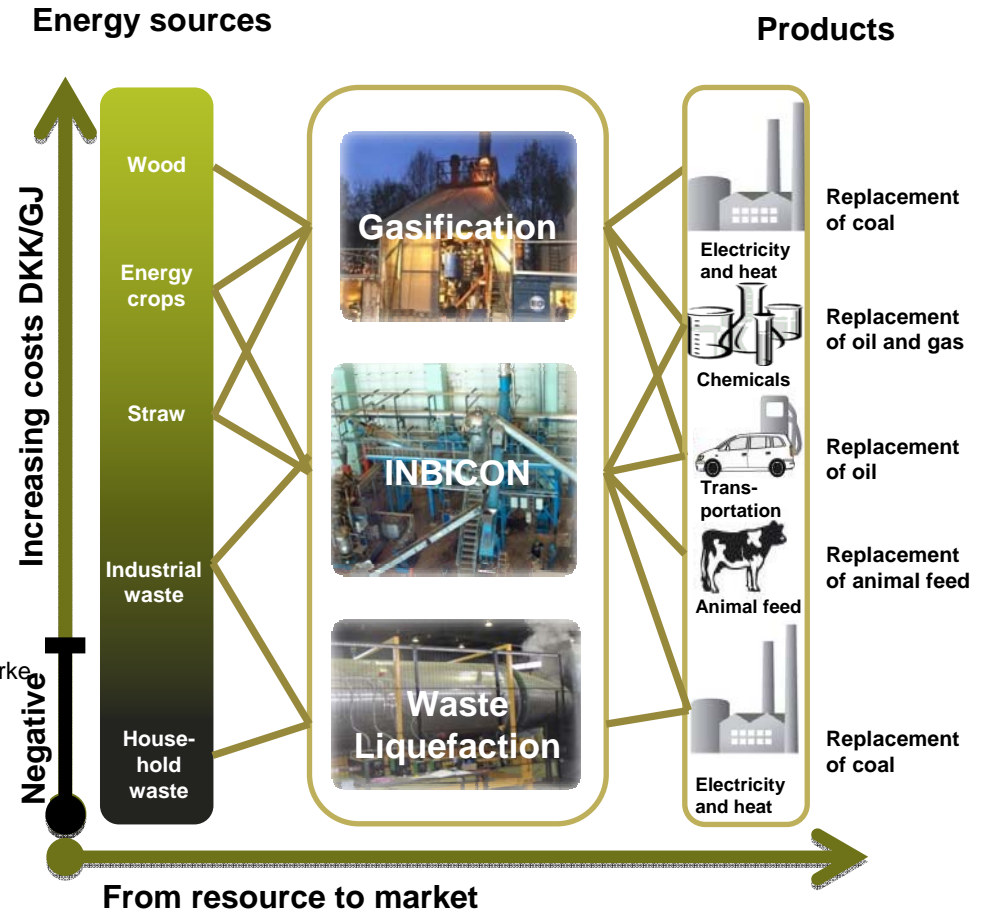 Energy sources
Products
Increasing costs DKK/GJ
Negative
rke
Wood
Energy
crops
Straw
Industrial
waste
House-
hold
waste
Gasification
INBICON
Waste
Liquefaction
Electricity
and heat
Chemicals
Trans-
portation
Animal feed
Electricity
and heat
Replacement
of coal
Replacement
of oil and gas
Replacement
of oil
Replacement
of animal feed
Replacement
of coal
From resource to market